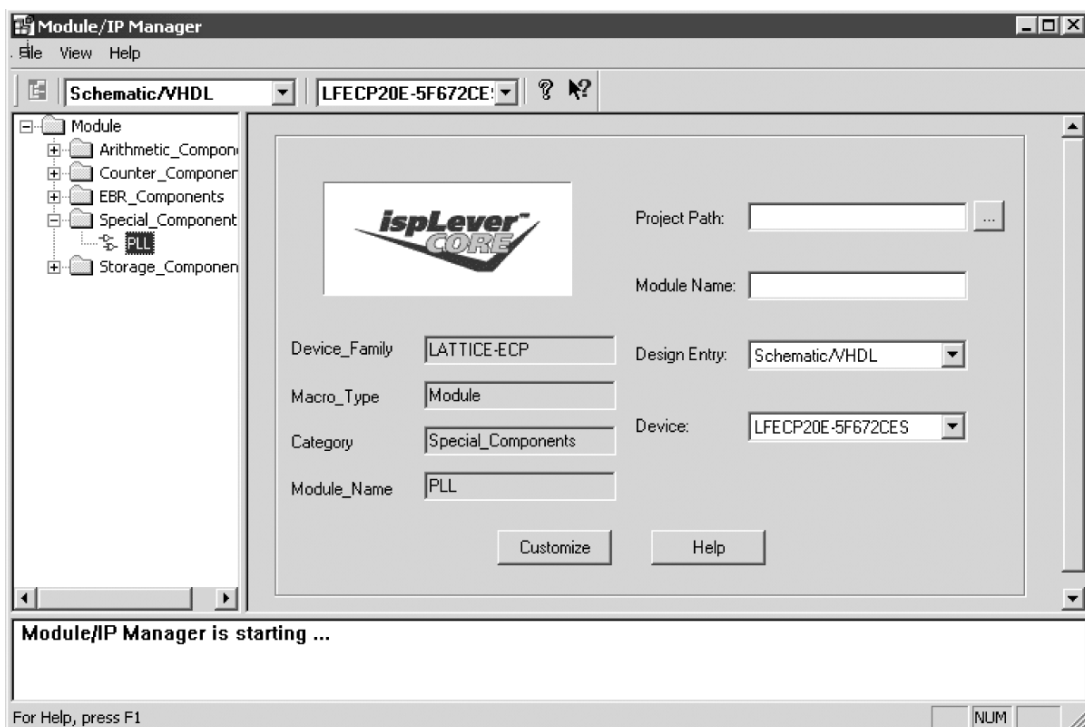 Module/IP Manager
File View Help
Schematic/VHDL LFECP20E-5F672CE
Module
Arithmetic_Compon
Counter_Componer
EBR_Components
Special_Component
PLL
Storage_Componen
ispLever™
CORE
Project Path: ...
Module Name:
Device_Family LATTICE-ECP
Design Entry: Schematic/VHDL
Macro_Type Module
Device: LFECP20E-5F672CES
Category Special_Components
Module_Name PLL
Customize Help
Module/IP Manager is starting ...
For Help, press F1 NUM